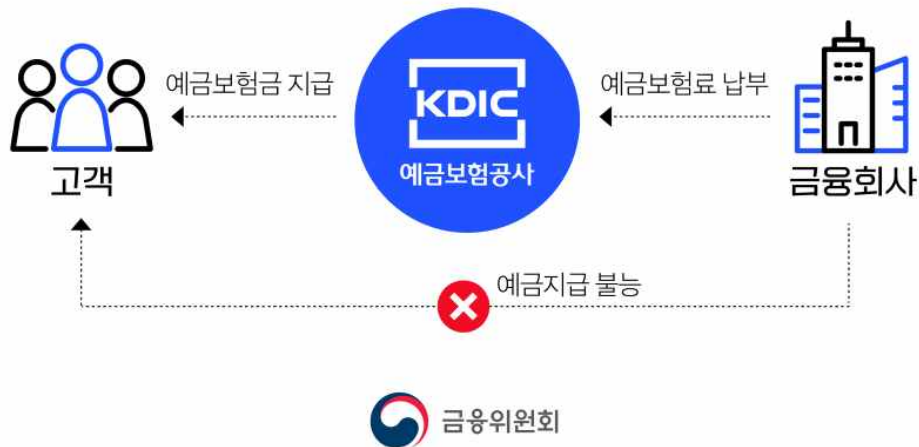 예금보험금 지급
KDIC
예금보험공사
예금보험료 납부
고객
금융회사
예금지급 불능
금융위원회